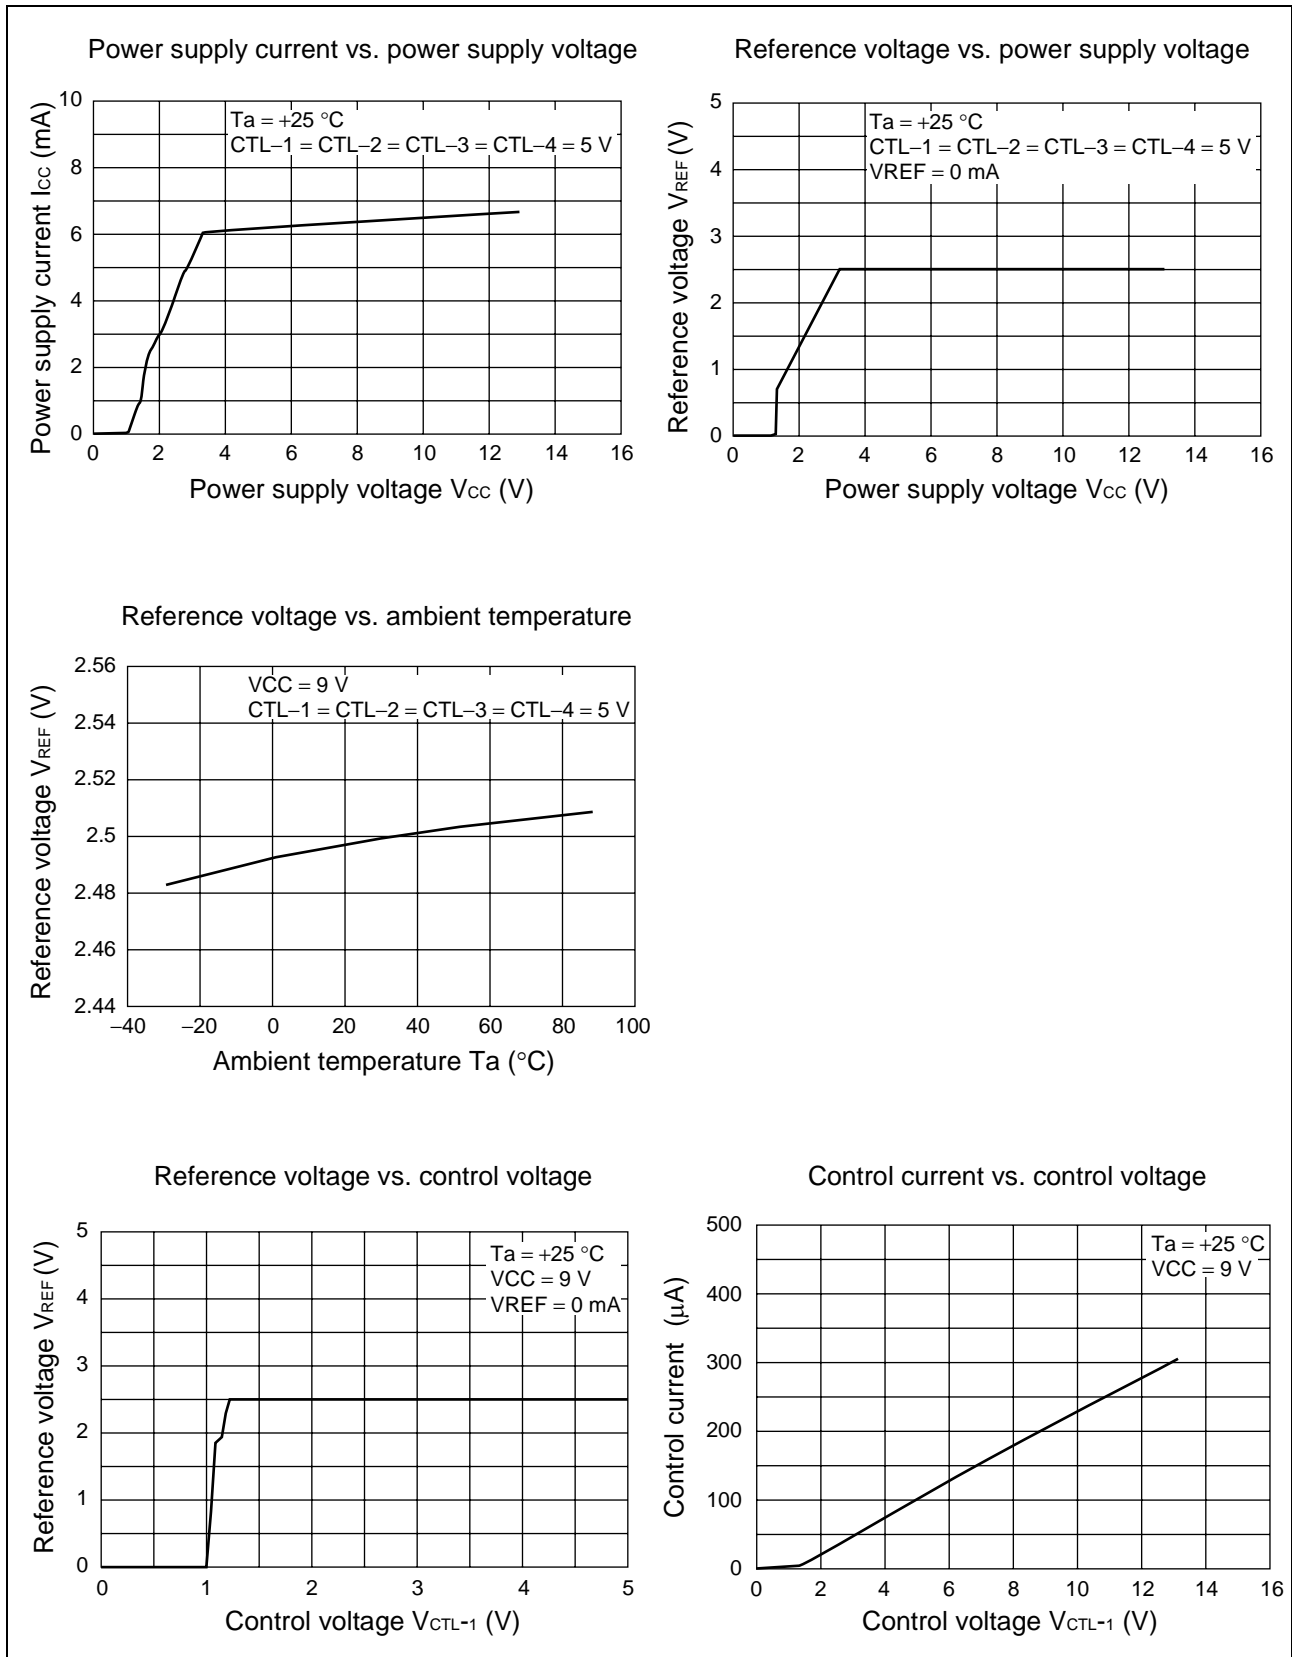 Power supply current vs. power supply voltage
Power supply current ICC (mA)
10
8
6
4
2
0
Ta = +25 °C
CTL–1 = CTL–2 = CTL–3 = CTL–4 = 5 V
0 2 4 6 8 10 12 14 16
Power supply voltage VCC (V)
Reference voltage vs. power supply voltage
Reference voltage VREF (V)
5
4
3
2
1
0
Ta = +25 °C
CTL–1 = CTL–2 = CTL–3 = CTL–4 = 5 V
VREF = 0 mA
0 2 4 6 8 10 12 14 16
Power supply voltage VCC (V)
Reference voltage vs. ambient temperature
Reference voltage VREF (V)
2.56
2.54
2.52
2.5
2.48
2.46
2.44
VCC = 9 V
CTL–1 = CTL–2 = CTL–3 = CTL–4 = 5 V
–40 –20 0 20 40 60 80 100
Ambient temperature Ta (°C)
Reference voltage vs. control voltage
Reference voltage VREF (V)
5
4
3
2
1
0
Ta = +25 °C
VCC = 9 V
VREF = 0 mA
0 1 2 3 4 5
Control voltage VCTL-1 (V)
Control current vs. control voltage
Control current (µA)
500
400
300
200
100
0
Ta = +25 °C
VCC = 9 V
0 2 4 6 8 10 12 14 16
Control voltage VCTL-1 (V)